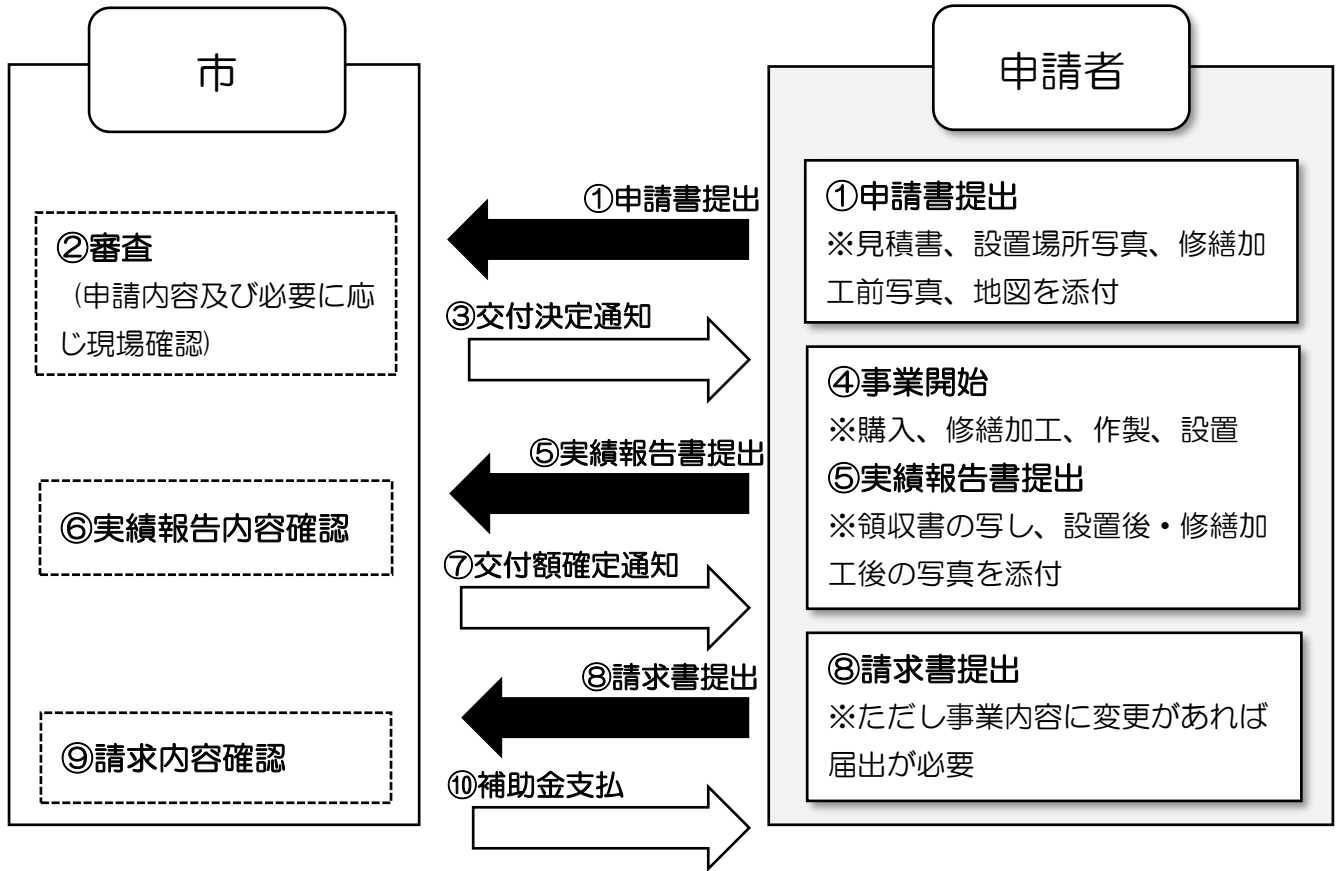 市
申請者
①申請書提出
①申請書提出
※見積書、設置場所写真、修繕加
工前写真、地図を添付
②審査
（申請内容及び必要に応
じ現場確認）
③交付決定通知
④事業開始
※購入、修繕加工、作製、設置
⑤実績報告書提出
⑤実績報告書提出
※領収書の写し、設置後・修繕加
工後の写真を添付
⑥実績報告内容確認
⑦交付額確定通知
⑧請求書提出
⑧請求書提出
※ただし事業内容に変更があれば
届出が必要
⑨請求内容確認
⑩補助金支払